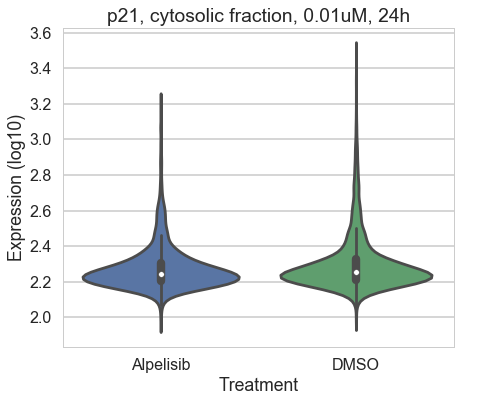 p21, cytosolic fraction, 0.01uM, 24h
Expression (log10)
3.6
3.4
3.2
3.0
2.8
2.6
2.4
2.2
2.0
Alpelisib
DMSO
Treatment